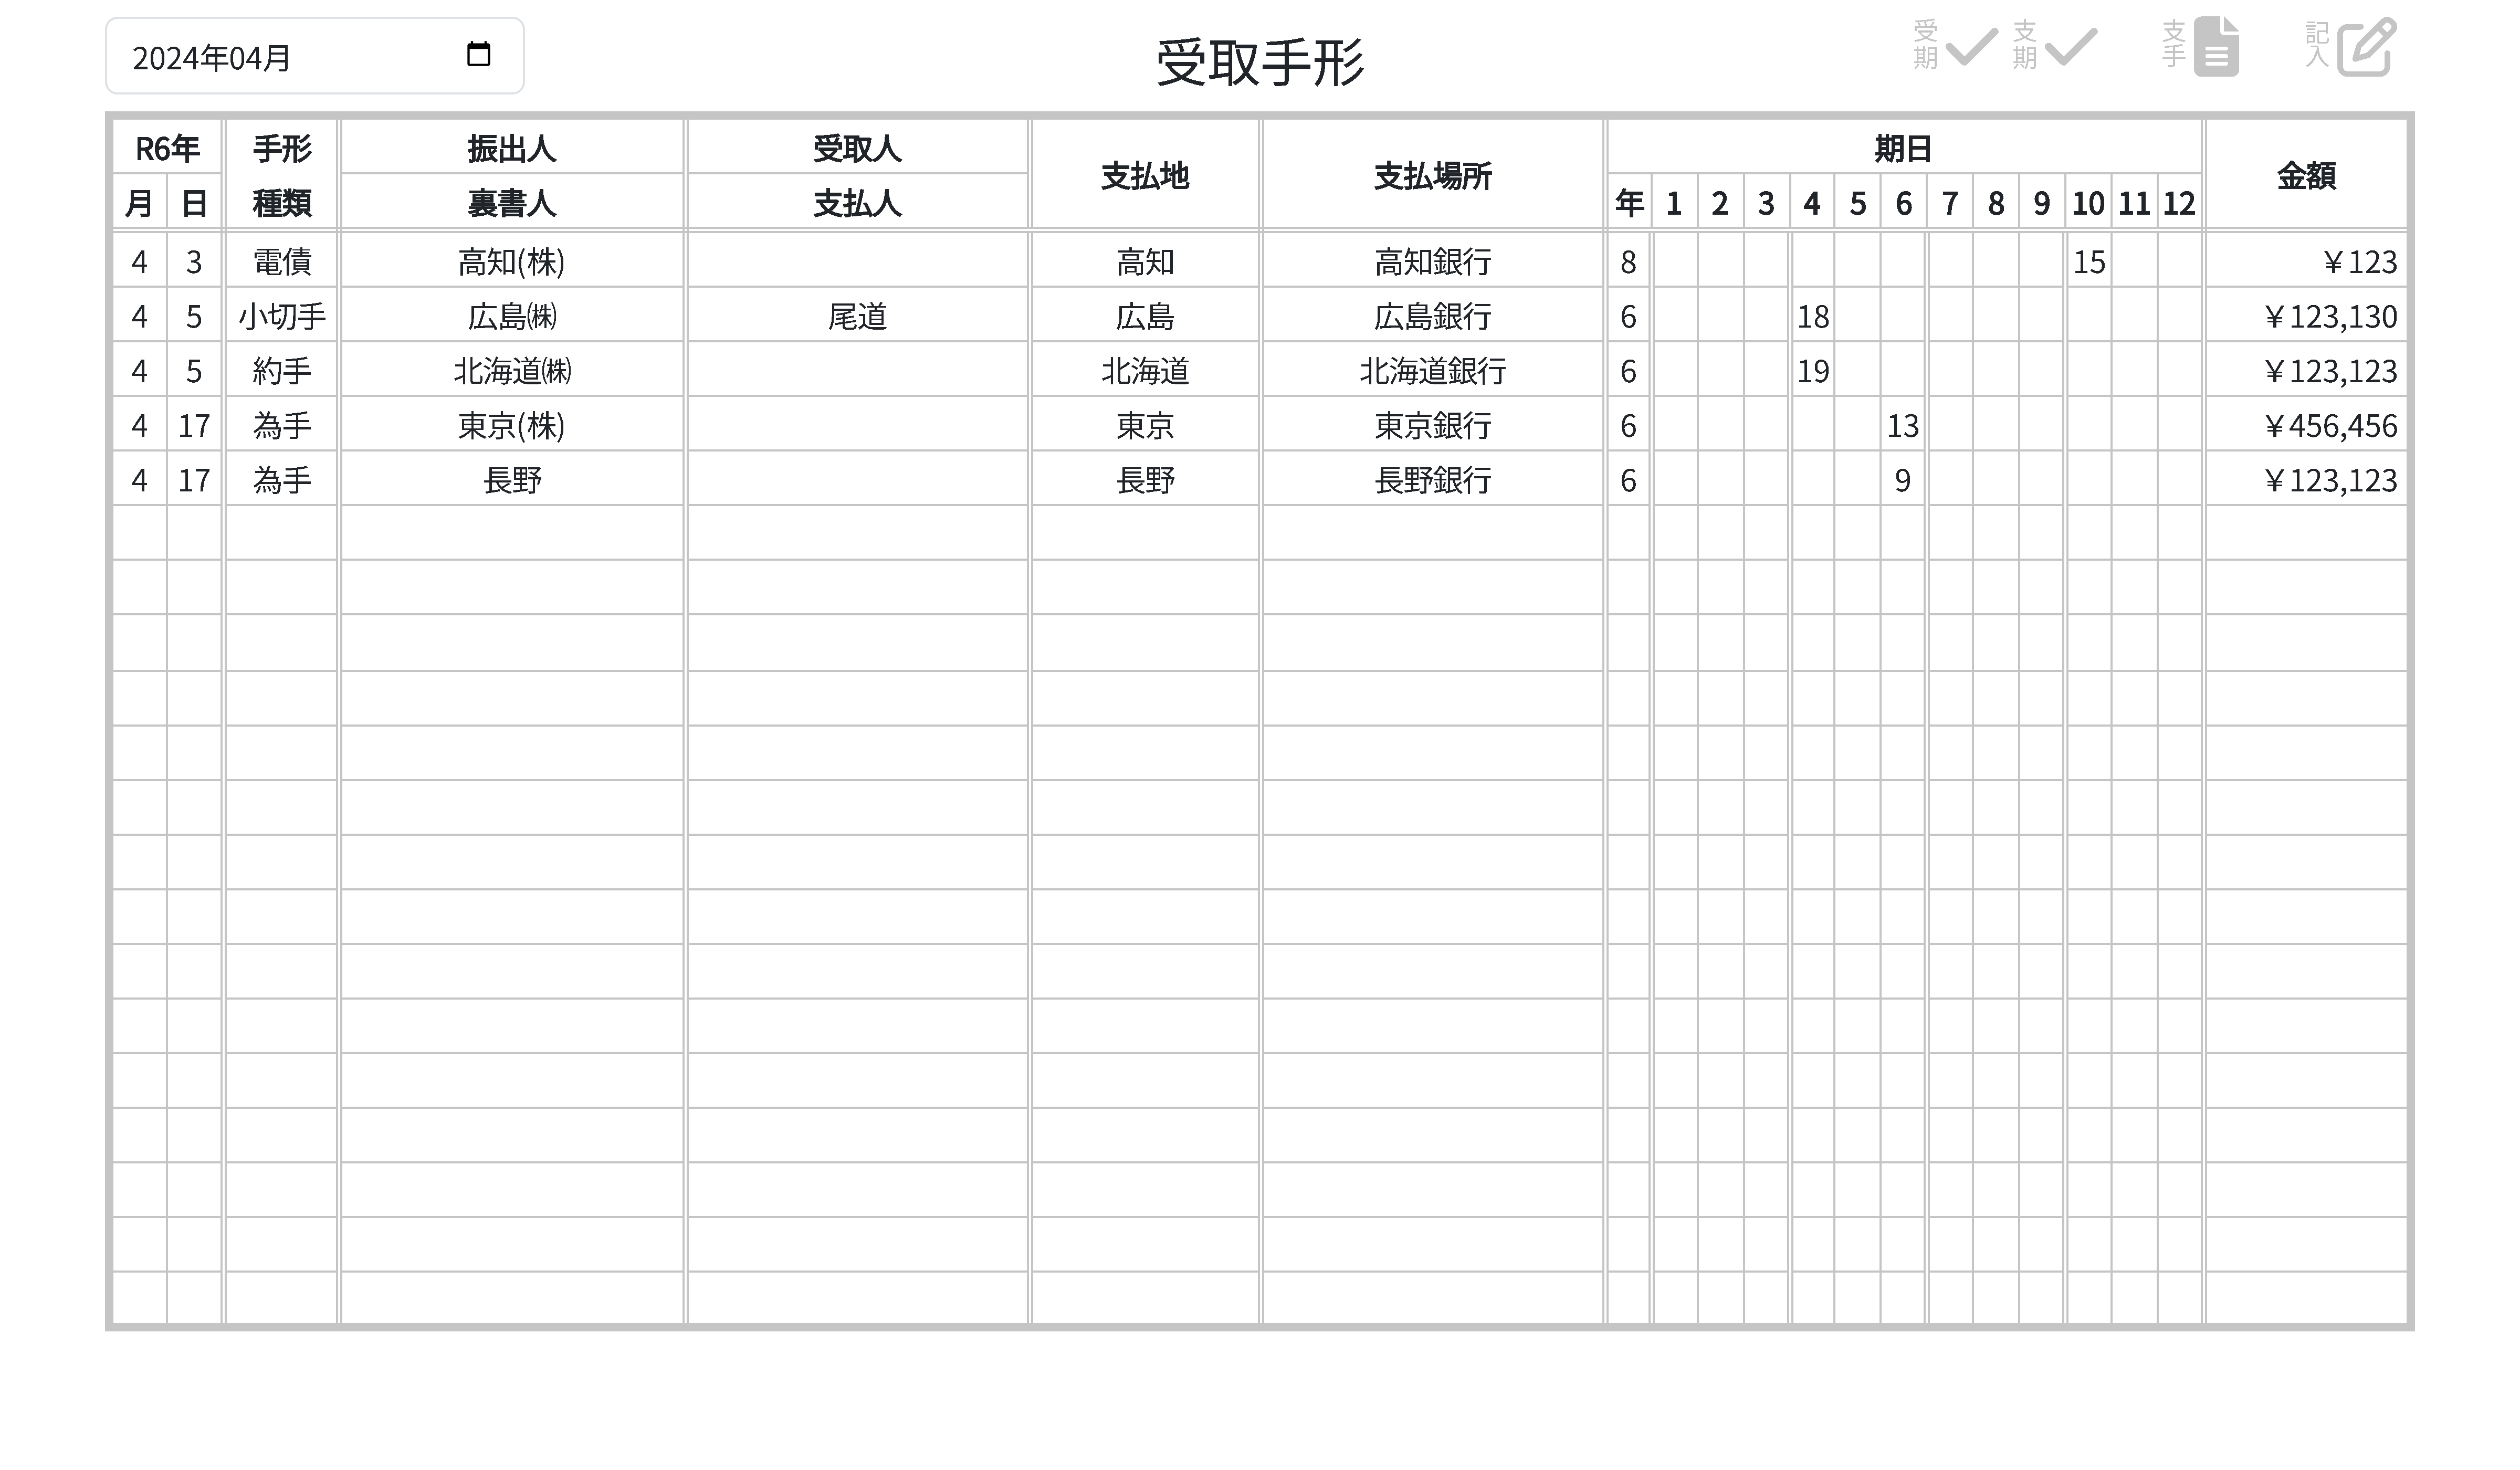 2024年04月
受取手形
受期 支期 支手 記入
R6年 手形 振出人 受取人 支払地 支払場所 期日 金額
月 日 種類 裏書人 支払人 年 1 2 3 4 5 6 7 8 9 10 11 12
4 3 電債 高知(株) 高知 高知銀行 8 15 ￥123
4 5 小切手 広島㈱ 尾道 広島 広島銀行 6 18 ￥123,130
4 5 約手 北海道㈱ 北海道 北海道銀行 6 19 ￥123,123
4 17 為手 東京(株) 東京 東京銀行 6 13 ￥456,456
4 17 為手 長野 長野 長野銀行 6 9 ￥123,123